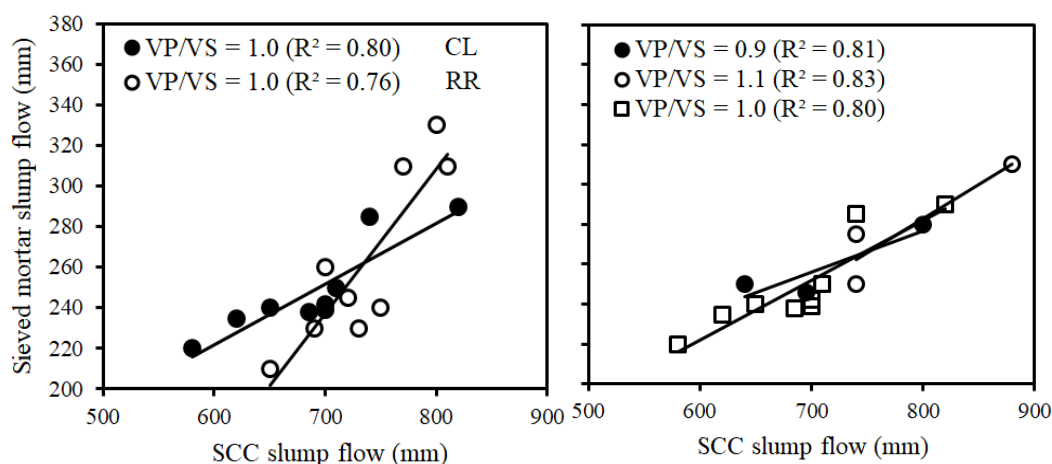 Sieved mortar slump flow (mm)
380
360
340
320
300
280
260
240
220
200
500 600 700 800 900
SCC slump flow (mm)
VP/VS = 1.0 (R² = 0.80) CL
VP/VS = 1.0 (R² = 0.76) RR
VP/VS = 0.9 (R² = 0.81)
VP/VS = 1.1 (R² = 0.83)
VP/VS = 1.0 (R² = 0.80)
500 600 700 800 900
SCC slump flow (mm)